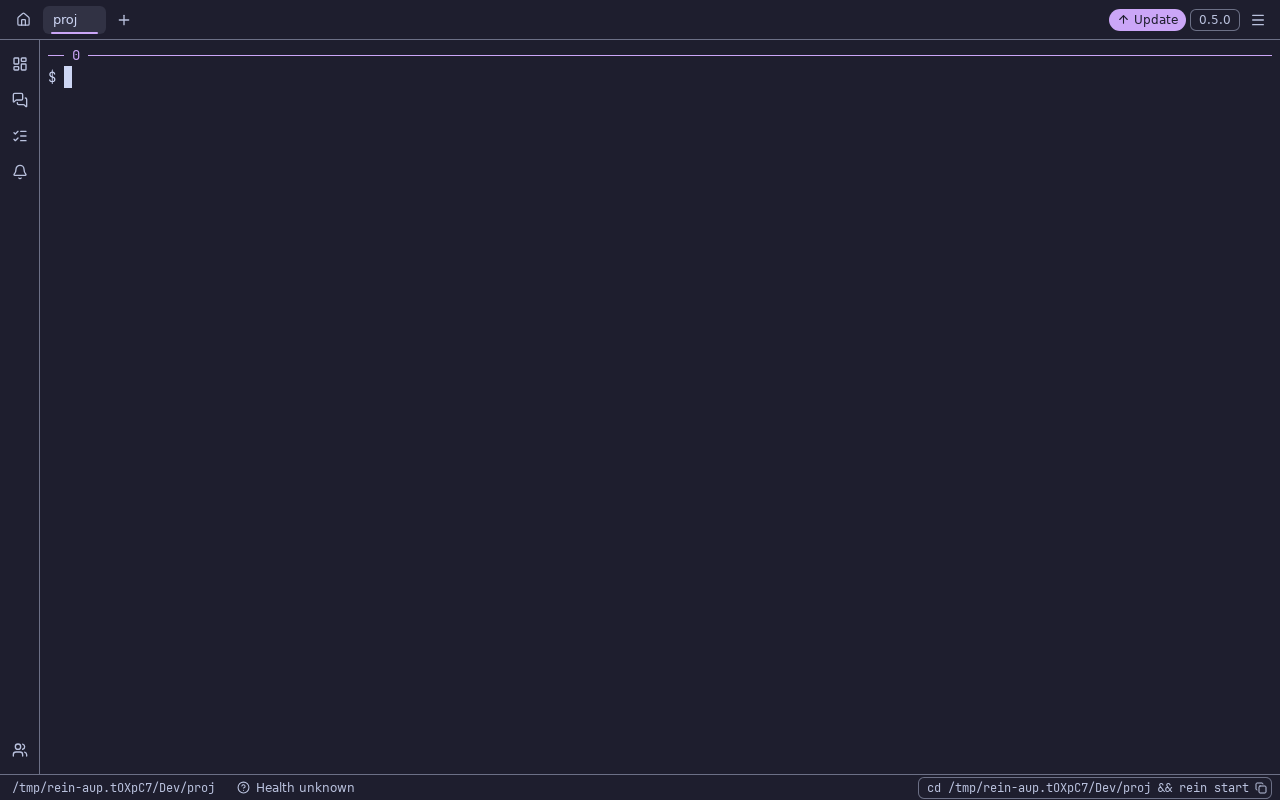 proj
Update
0.5.0
0
$
/tmp/rein-aup.tOXpC7/Dev/proj
Health unknown
cd /tmp/rein-aup.tOXpC7/Dev/proj && rein start